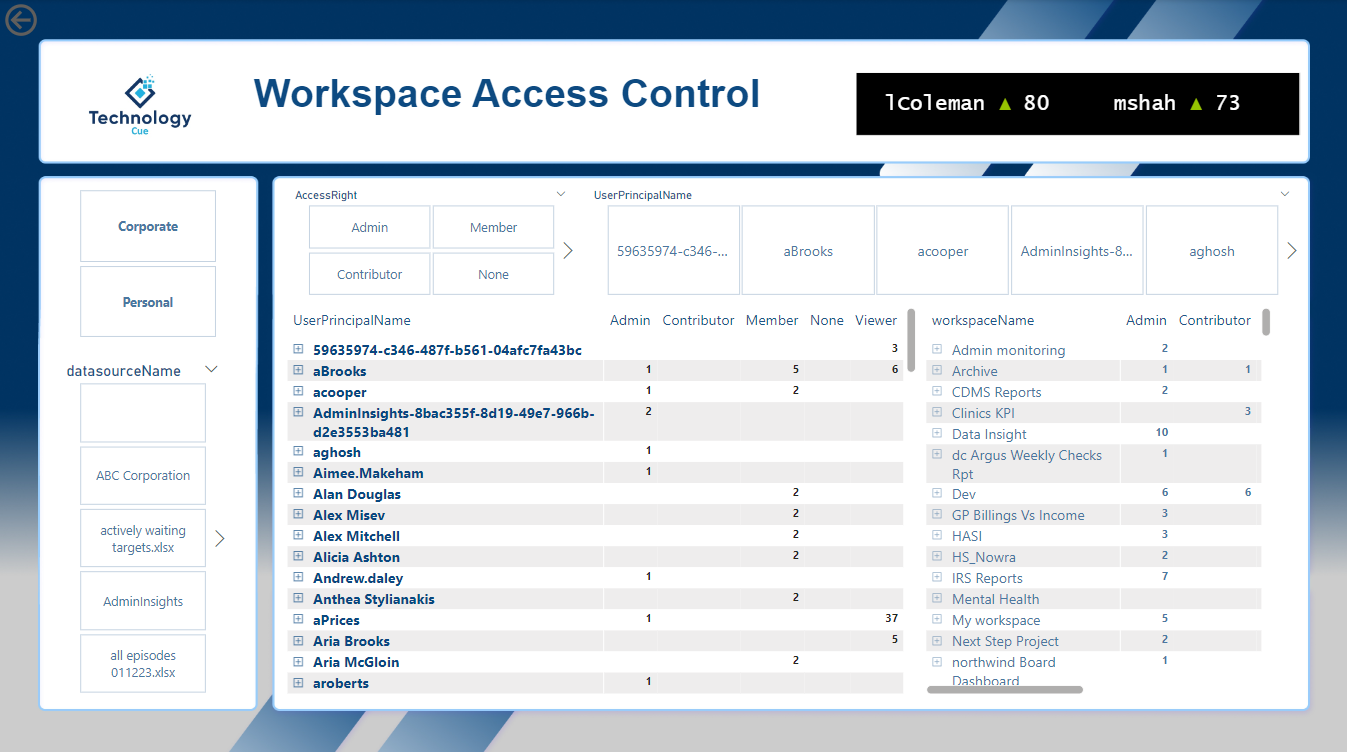 Technology
Cue
Workspace Access Control
lColeman ▲ 80 mshah ▲ 73
Corporate
Personal
datasourceName
ABC Corporation
actively waiting
targets.xlsx
AdminInsights
all episodes
011223.xlsx
AccessRight
Admin Member
Contributor None
UserPrincipalName
59635974-c346-... aBrooks acooper AdminInsights-8... aghosh
UserPrincipalName Admin Contributor Member None Viewer
59635974-c346-487f-b561-04afc7fa43bc 3
aBrooks 1 5 6
acooper 1 2
AdminInsights-8bac355f-8d19-49e7-966b- 2
d2e3553ba481
aghosh 1
Aimee.Makeham 1
Alan Douglas 2
Alex Misev 2
Alex Mitchell 2
Alicia Ashton 2
Andrew.daley 1
Anthea Stylianakis 2
aPrices 1 37
Aria Brooks 5
Aria McGloin 2
aroberts 1
workspaceName Admin Contributor
Admin monitoring 2
Archive 1 1
CDMS Reports 2
Clinics KPI 3
Data Insight 10
dc Argus Weekly Checks 1
Rpt
Dev 6 6
GP Billings Vs Income 3
HASI 3
HS_Nowra 2
IRS Reports 7
Mental Health
My workspace 5
Next Step Project 2
northwind Board 1
Dashboard